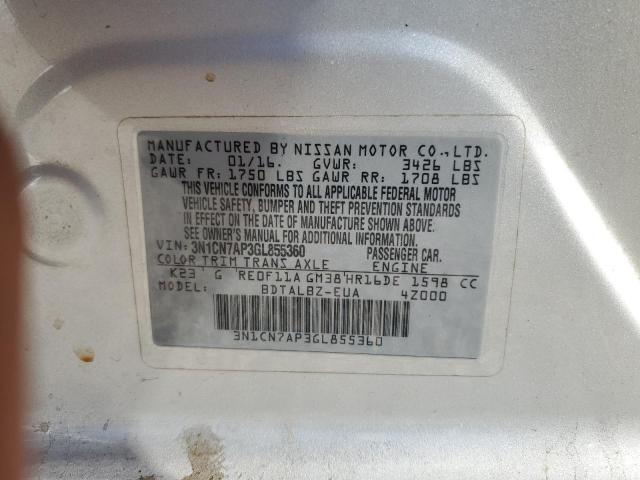 MANUFACTURED BY NISSAN MOTOR CO., LTD.
DATE: 01/16. GVWR: 3426 LBS
GAWR FR: 1750 LBS GAWR RR: 1708 LBS
THIS VEHICLE CONFORMS TO ALL APPLICABLE FEDERAL MOTOR
VEHICLE SAFETY, BUMPER AND THEFT PREVENTION STANDARDS
IN EFFECT ON THE DATE OF MANUFACTURE SHOWN ABOVE.
SEE OWNER'S MANUAL FOR ADDITIONAL INFORMATION.
VIN: 3N1CN7AP3GL855360 PASSENGER CAR.
COLOR TRIM TRANS AXLE ENGINE
K23 G RE0F11A GM38 HR16DE 1598 CC
MODEL BDTALBZ-EUA 4Z000
3N1CN7AP3GL855360